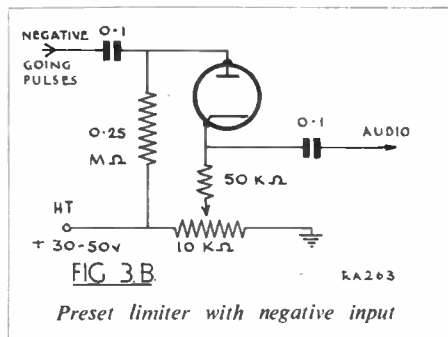 NEGATIVE
GOING
PULSES
0·1
0·25
MΩ
0·1
AUDIO
50 KΩ
HT
+ 30-50V
10 KΩ
FIG 3.B.
RA263
Preset limiter with negative input